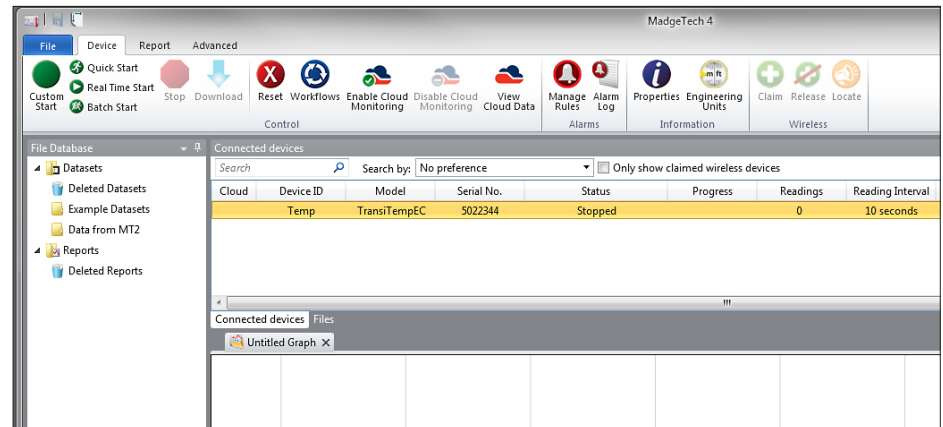 MadgeTech 4
File Device Report Advanced
Custom Start
Quick Start
Real Time Start
Batch Start
Stop
Download
Reset
Workflows
Enable Cloud Monitoring
Disable Cloud Monitoring
View Cloud Data
Manage Rules
Alarm Log
Properties
Engineering Units
Claim
Release
Locate
Control
Alarms
Information
Wireless
File Database
Datasets
Deleted Datasets
Example Datasets
Data from MT2
Reports
Deleted Reports
Connected devices
Search Search by: No preference Only show claimed wireless devices
Cloud Device ID Model Serial No. Status Progress Readings Reading Interval
Temp TransiTempEC 5022344 Stopped 0 10 seconds
Connected devices Files
Untitled Graph